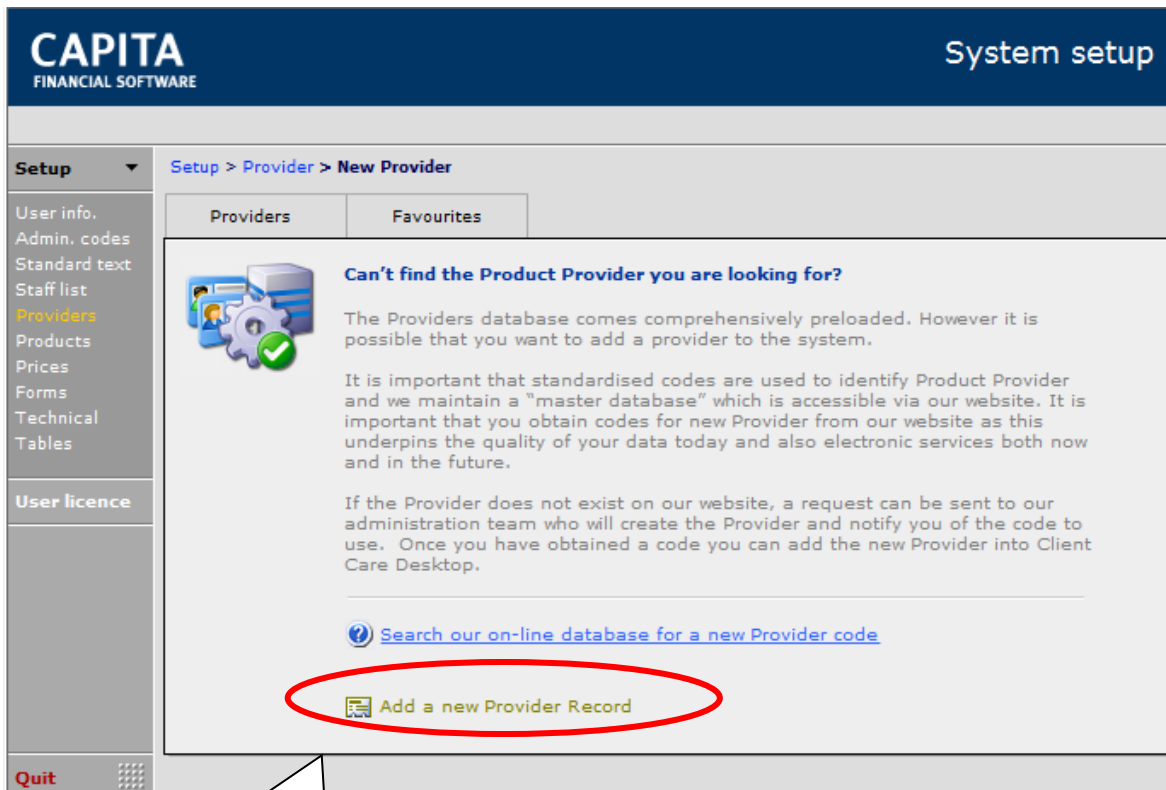 CAPITA
FINANCIAL SOFTWARE
System setup
Setup
Setup > Provider > New Provider
User info.
Admin. codes
Standard text
Staff list
Providers
Products
Prices
Forms
Technical
Tables
User licence
Quit
Providers
Favourites
Can't find the Product Provider you are looking for?
The Providers database comes comprehensively preloaded. However it is
possible that you want to add a provider to the system.
It is important that standardised codes are used to identify Product Provider
and we maintain a "master database" which is accessible via our website. It is
important that you obtain codes for new Provider from our website as this
underpins the quality of your data today and also electronic services both now
and in the future.
If the Provider does not exist on our website, a request can be sent to our
administration team who will create the Provider and notify you of the code to
use. Once you have obtained a code you can add the new Provider into Client
Care Desktop.
Search our on-line database for a new Provider code
Add a new Provider Record